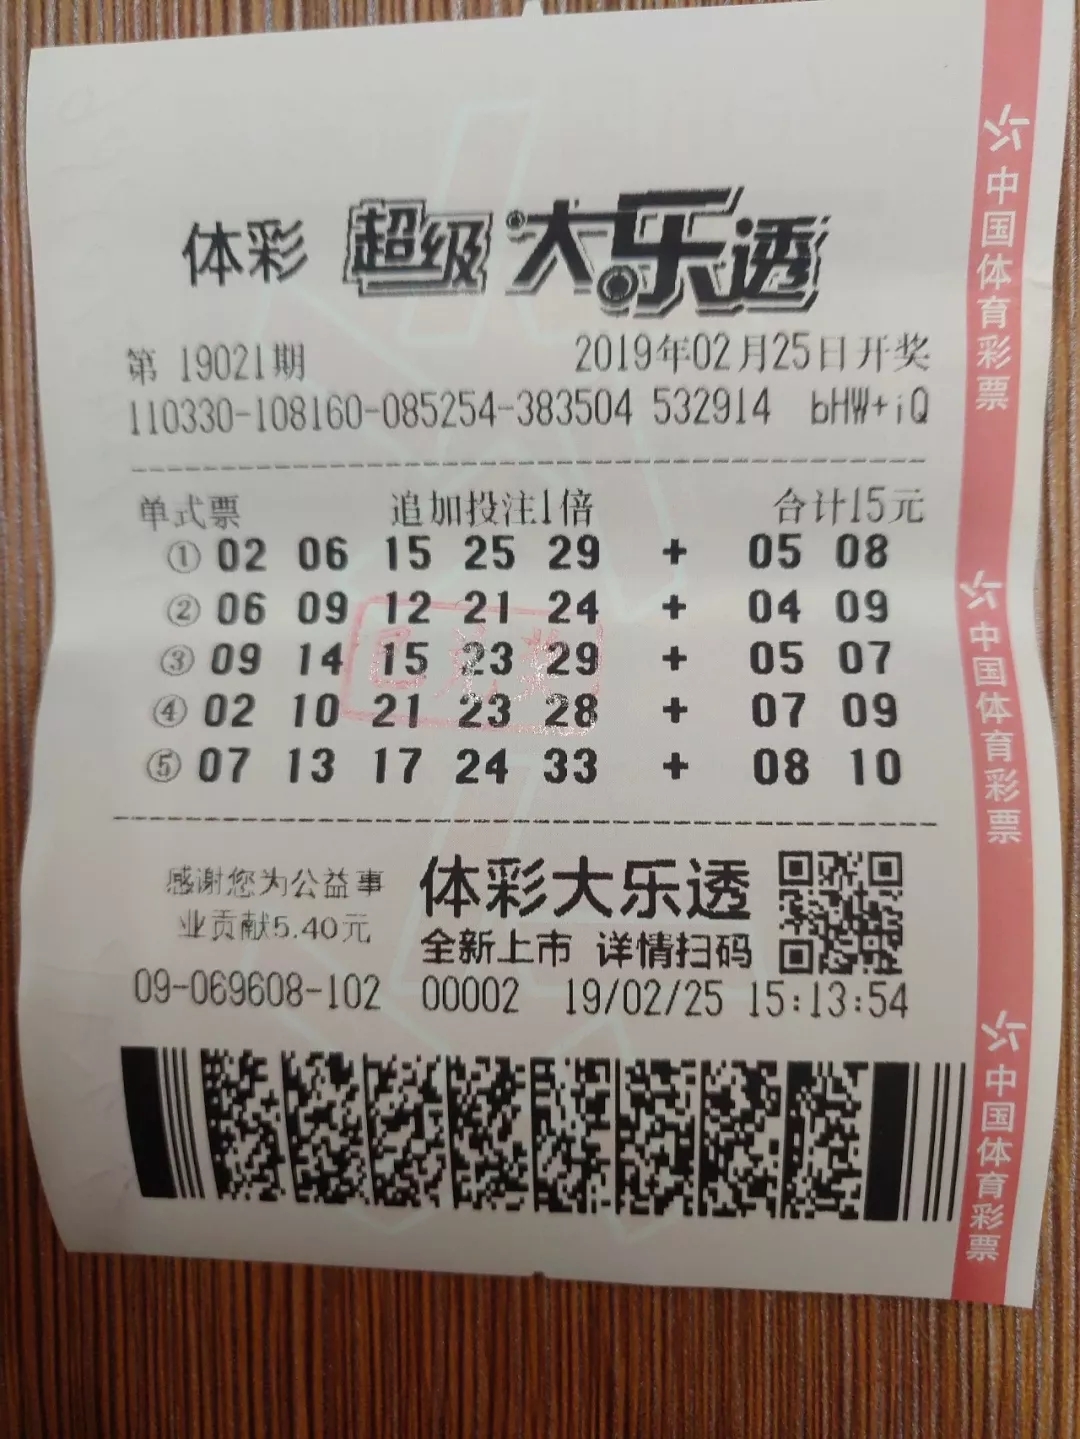 体彩 超级大乐透
第 19021期 2019年02月25日开奖
110330-108160-085254-383504 532914 bHW+iQ
单式票 追加投注1倍 合计15元
① 02 06 15 25 29 + 05 08
② 06 09 12 21 24 + 04 09
③ 09 14 15 23 29 + 05 07
④ 02 10 21 23 28 + 07 09
⑤ 07 13 17 24 33 + 08 10
已兑奖
感谢您为公益事
业贡献5.40元
体彩大乐透
全新上市 详情扫码
09-069608-102 00002 19/02/25 15:13:54
中国体育彩票
中国体育彩票
中国体育彩票